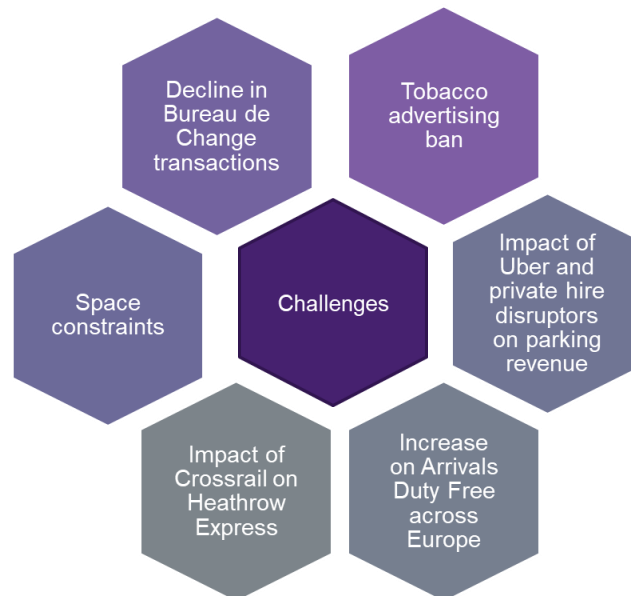 Decline in
Bureau de
Change
transactions
Tobacco
advertising
ban
Space
constraints
Challenges
Impact of
Uber and
private hire
disruptors
on parking
revenue
Impact of
Crossrail on
Heathrow
Express
Increase
on Arrivals
Duty Free
across
Europe